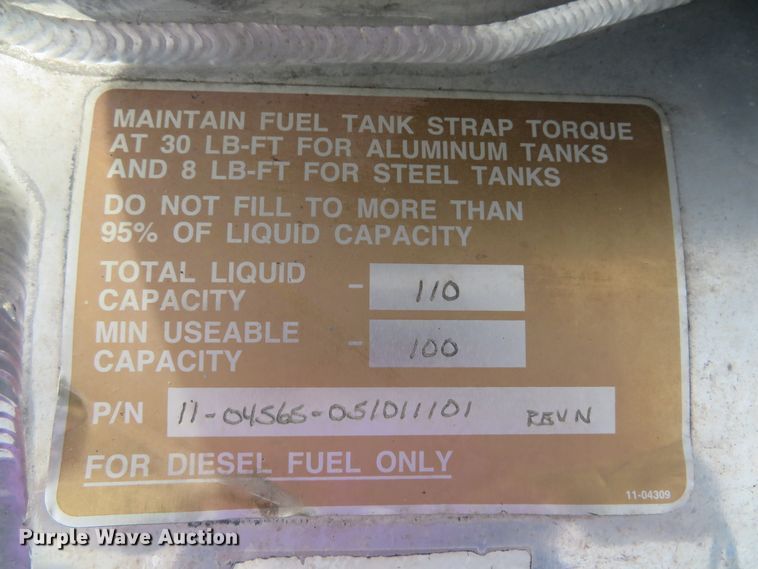 MAINTAIN FUEL TANK STRAP TORQUE
AT 30 LB-FT FOR ALUMINUM TANKS
AND 8 LB-FT FOR STEEL TANKS
DO NOT FILL TO MORE THAN
95% OF LIQUID CAPACITY
TOTAL LIQUID
CAPACITY - 110
MIN USEABLE
CAPACITY - 100
P/N 11-04565-051011101 REV N
FOR DIESEL FUEL ONLY
11-04309
Purple Wave Auction